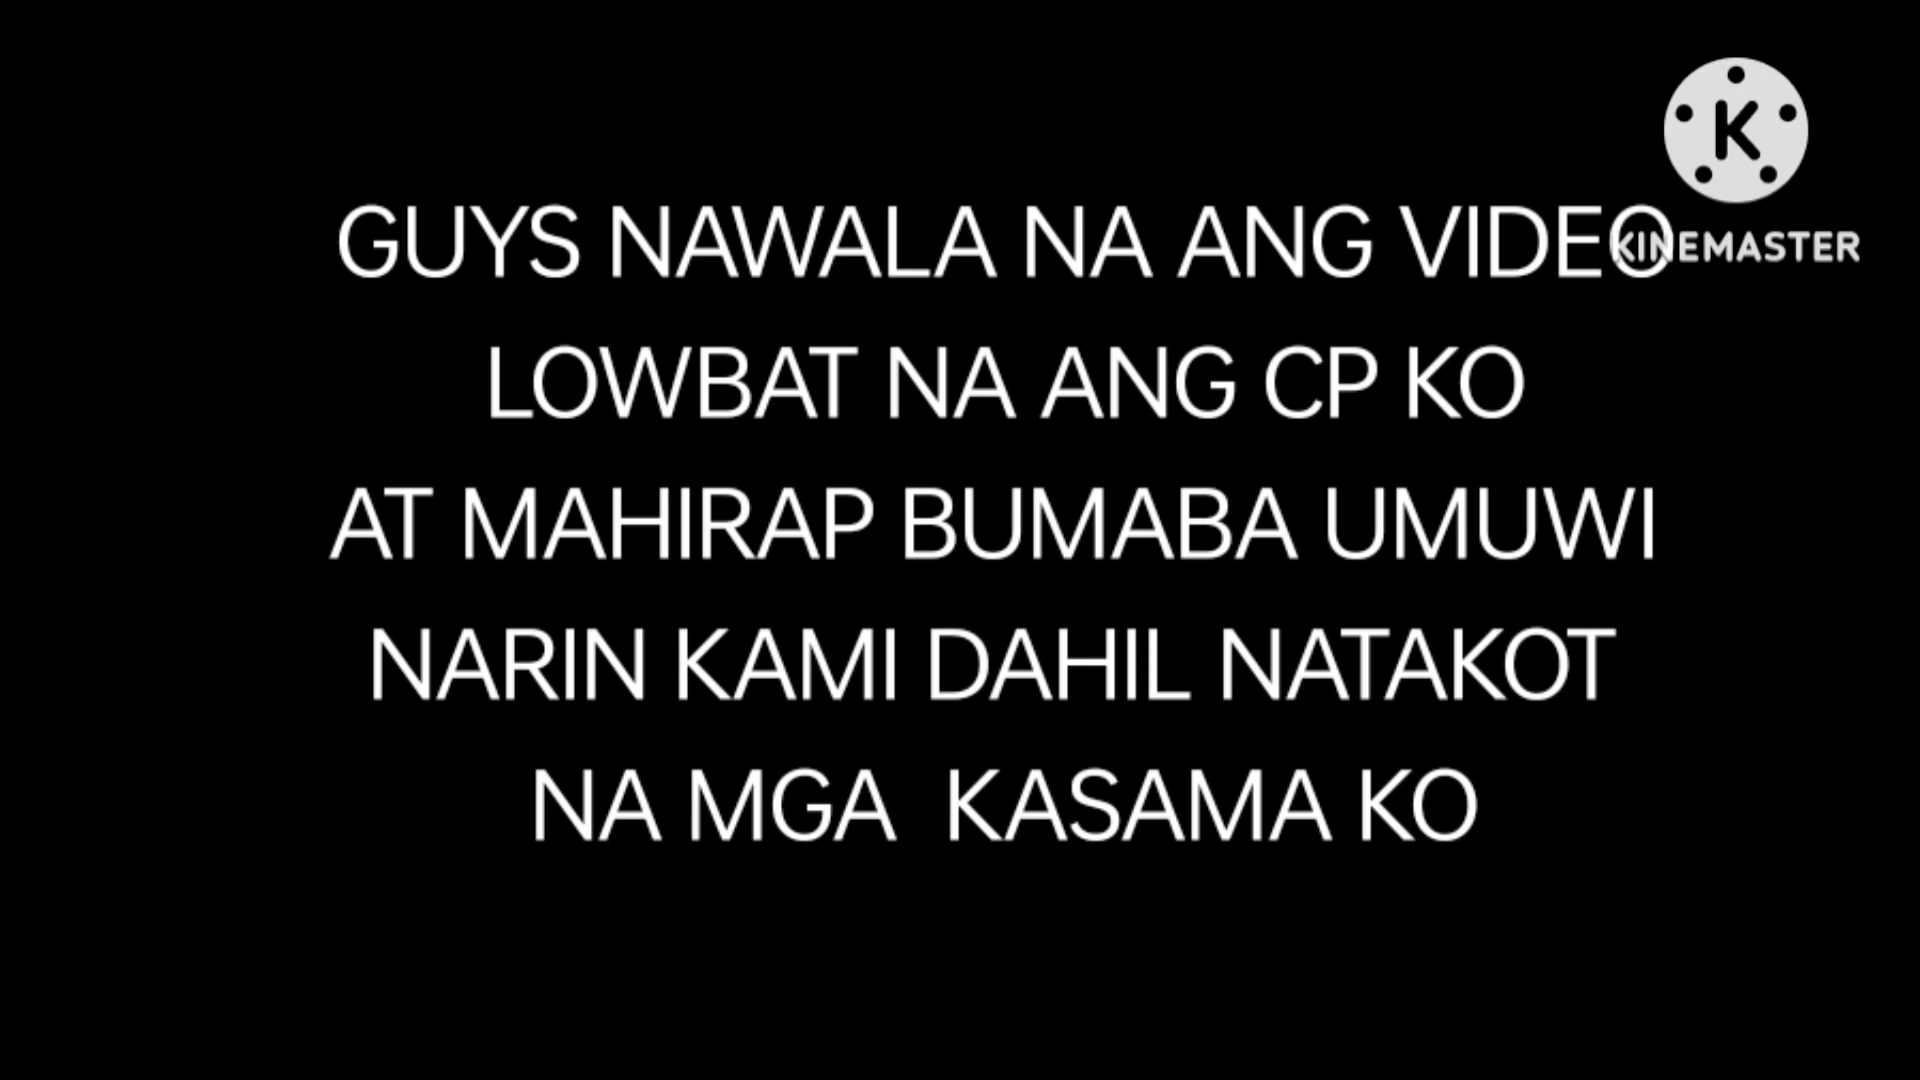 K
KINEMASTER
GUYS NAWALA NA ANG VIDEO
LOWBAT NA ANG CP KO
AT MAHIRAP BUMABA UMUWI
NARIN KAMI DAHIL NATAKOT
NA MGA  KASAMA KO